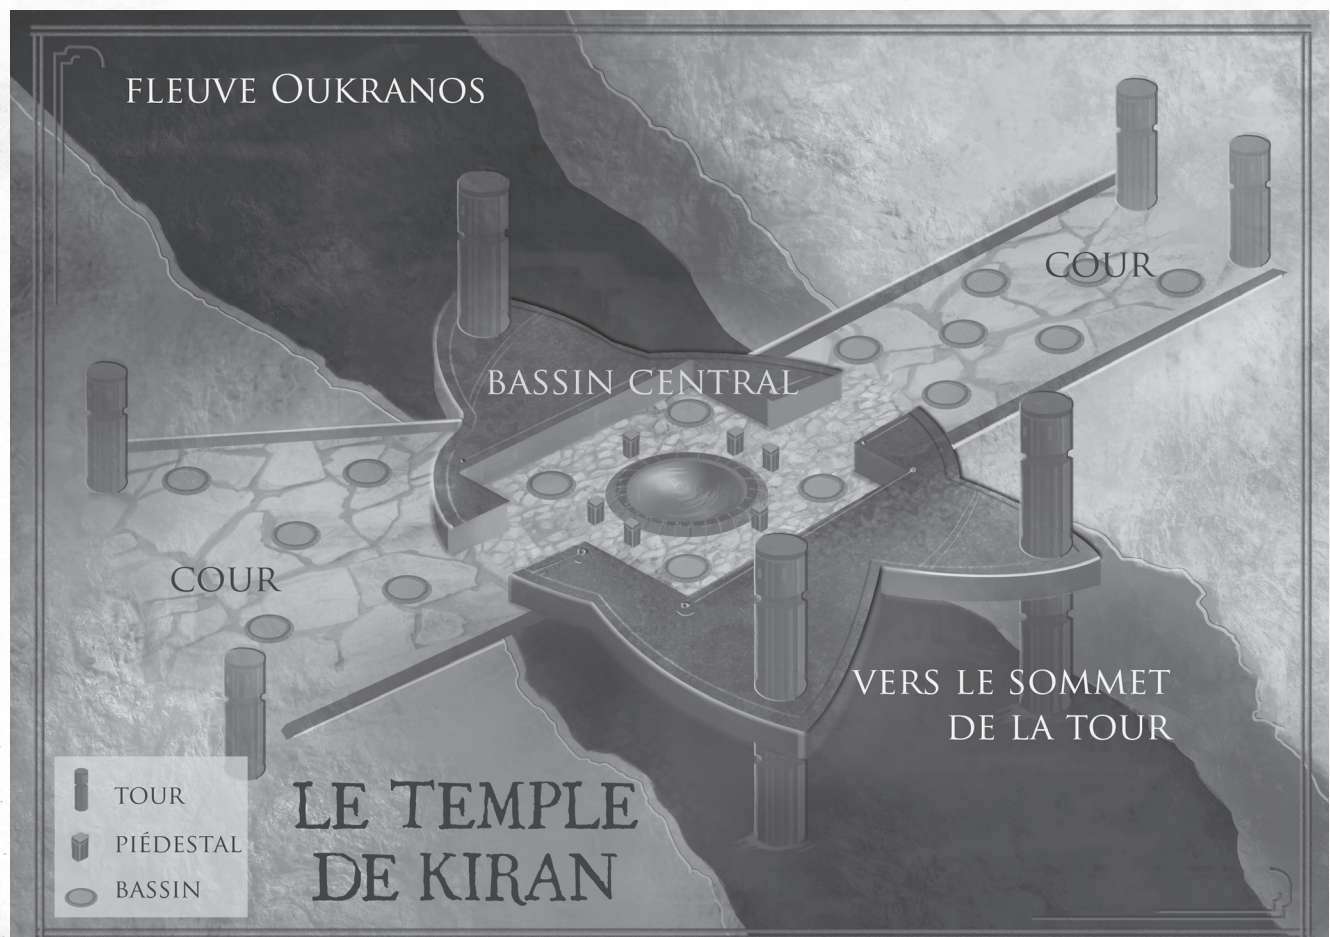 FLEUVE OUKRANOS
COUR
BASSIN CENTRAL
COUR
VERS LE SOMMET
DE LA TOUR
LE TEMPLE
DE KIRAN
TOUR
PIÉDESTAL
BASSIN